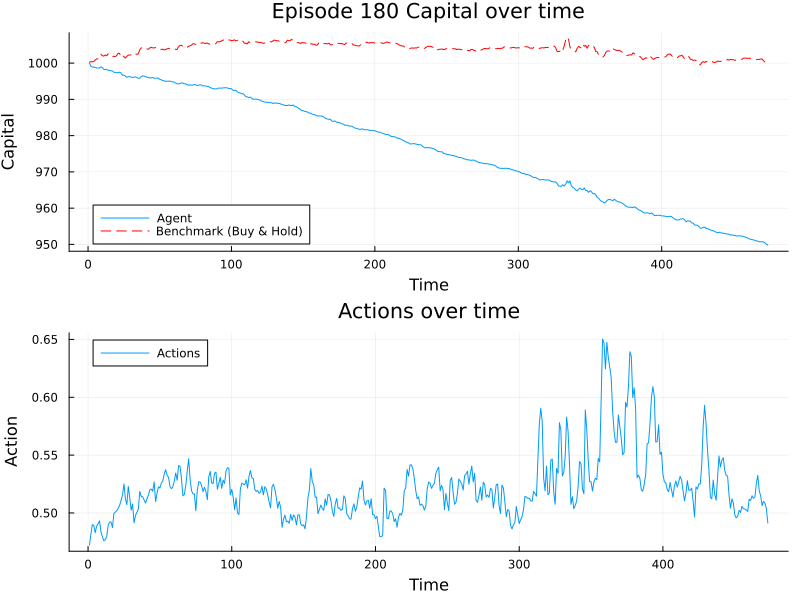 Episode 180 Capital over time
1000
990
980
970
960
950
Capital
Agent
Benchmark (Buy & Hold)
0 100 200 300 400
Time
Actions over time
0.65
0.60
0.55
0.50
Action
Actions
0 100 200 300 400
Time